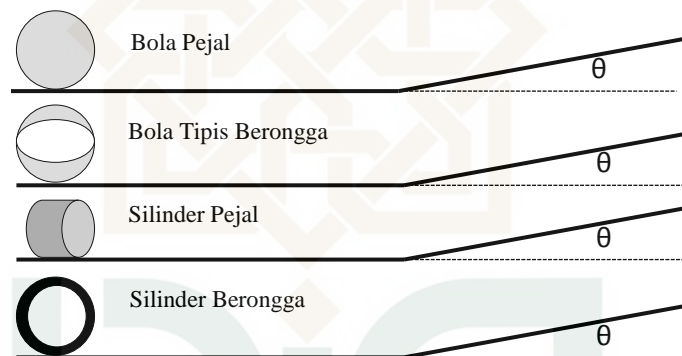 Bola Pejal
θ
Bola Tipis Berongga
θ
Silinder Pejal
θ
Silinder Berongga
θ